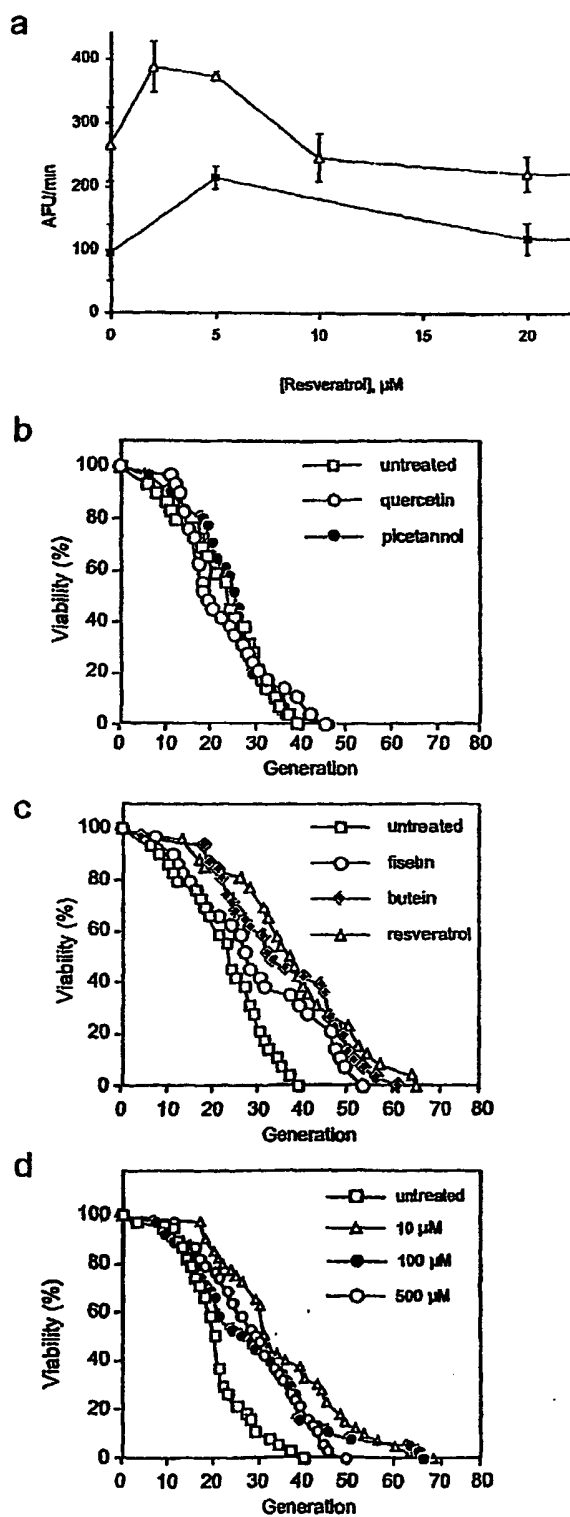 a
400
300
200
100
0
AFU/min
0 5 10 15 20
[Resveratrol], µM
b
100
80
60
40
20
0
Viability (%)
untreated
quercetin
picetannol
0 10 20 30 40 50 60 70 80
Generation
c
100
80
60
40
20
0
Viability (%)
untreated
fisetin
butein
resveratrol
0 10 20 30 40 50 60 70 80
Generation
d
100
80
60
40
20
0
Viability (%)
untreated
10 µM
100 µM
500 µM
0 10 20 30 40 50 60 70 80
Generation